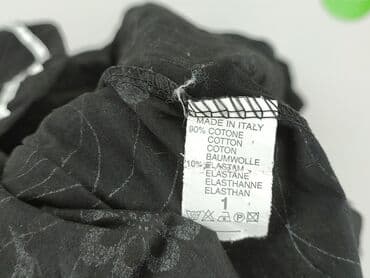 MADE IN ITALY
90% COTONE
COTTON
COTON
BAUMWOLLE
10% ELASTAM
ELASTANE
ELASTHANNE
ELASTHAN
1